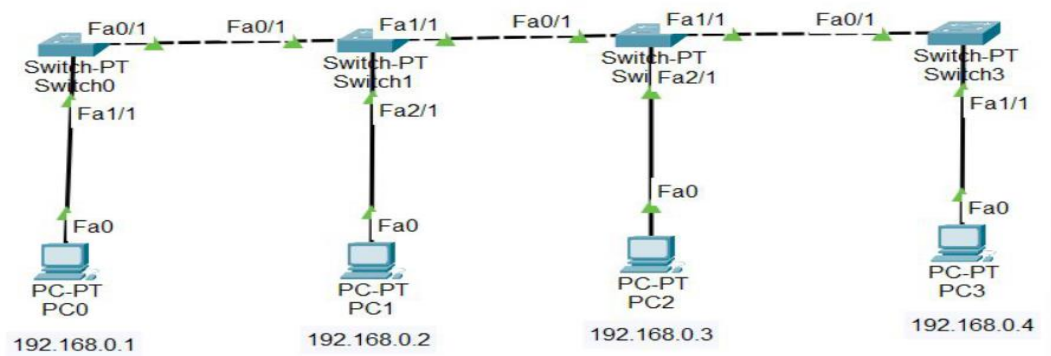 Fa0/1
Fa0/1
Fa1/1
Fa0/1
Fa1/1
Fa0/1
Switch-PT
Switch0
Switch-PT
Switch1
Switch-PT
Fa2/1
Switch-PT
Switch3
Fa1/1
Fa2/1
Fa1/1
Fa0
Fa0
Fa0
Fa0
PC-PT
PC0
PC-PT
PC1
PC-PT
PC2
PC-PT
PC3
192.168.0.1
192.168.0.2
192.168.0.3
192.168.0.4